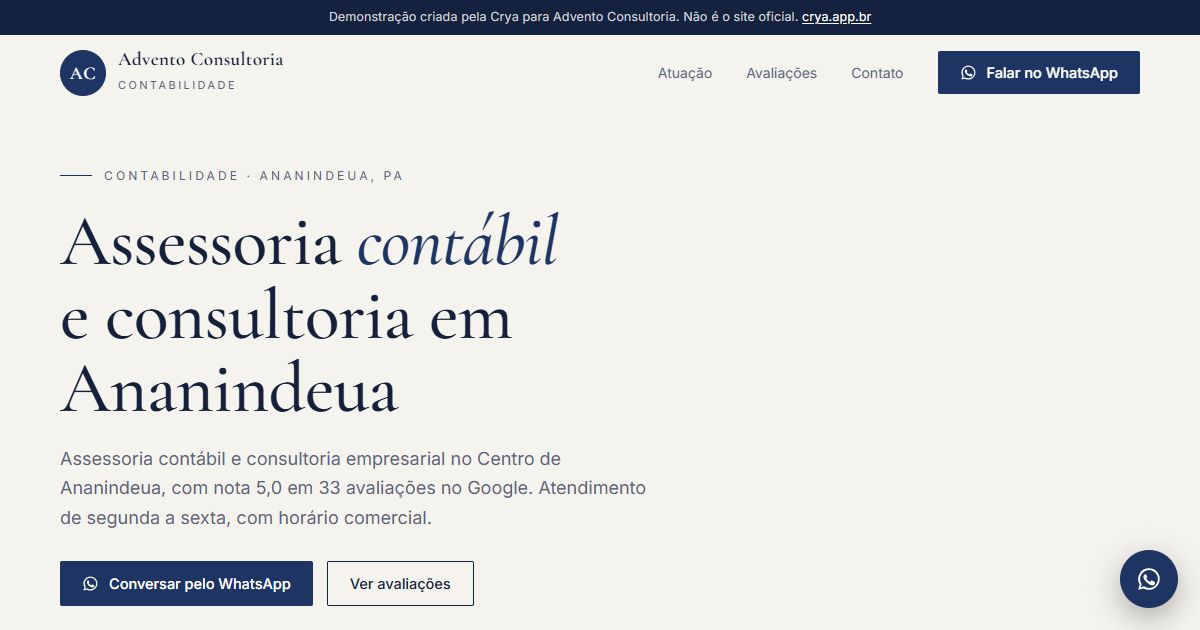 Demonstração criada pela Crya para Advento Consultoria. Não é o site oficial. crya.app.br
AC
Advento Consultoria
CONTABILIDADE
Atuação
Avaliações
Contato
Falar no WhatsApp
CONTABILIDADE · ANANINDEUA, PA
Assessoria contábil
e consultoria em
Ananindeua
Assessoria contábil e consultoria empresarial no Centro de
Ananindeua, com nota 5,0 em 33 avaliações no Google. Atendimento
de segunda a sexta, com horário comercial.
Conversar pelo WhatsApp
Ver avaliações